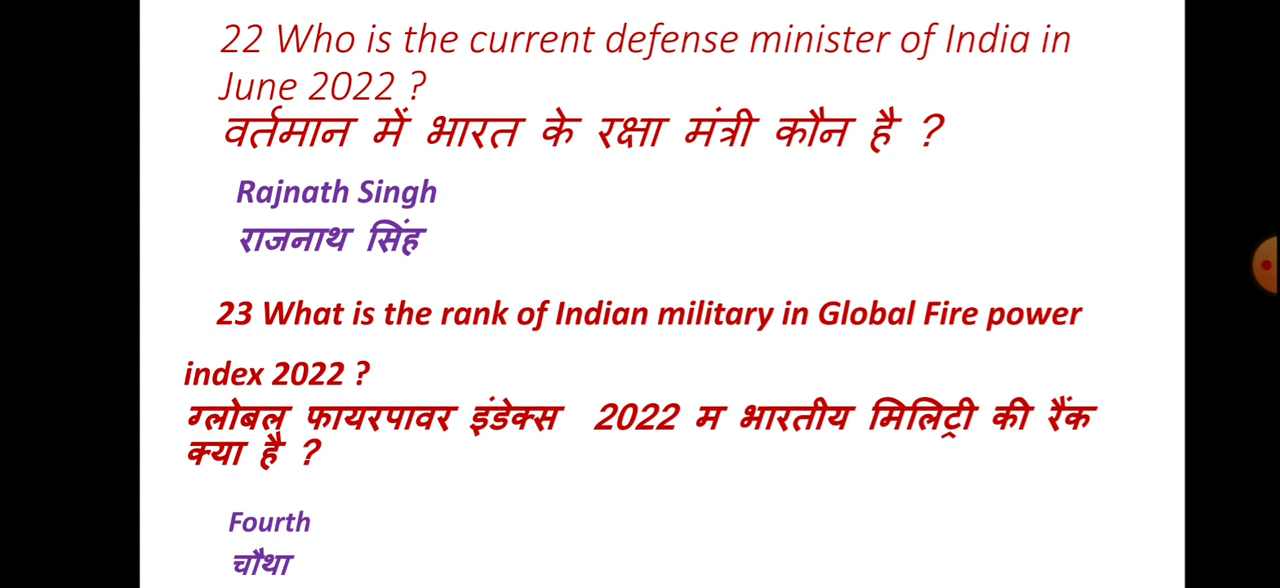 22 Who is the current defense minister of India in
June 2022 ?
वर्तमान में भारत के रक्षा मंत्री कौन है ?
Rajnath Singh
राजनाथ सिंह
23 What is the rank of Indian military in Global Fire power
index 2022 ?
ग्लोबल फायरपावर इंडेक्स 2022 म भारतीय मिलिट्री की रैंक
क्या है ?
Fourth
चौथा